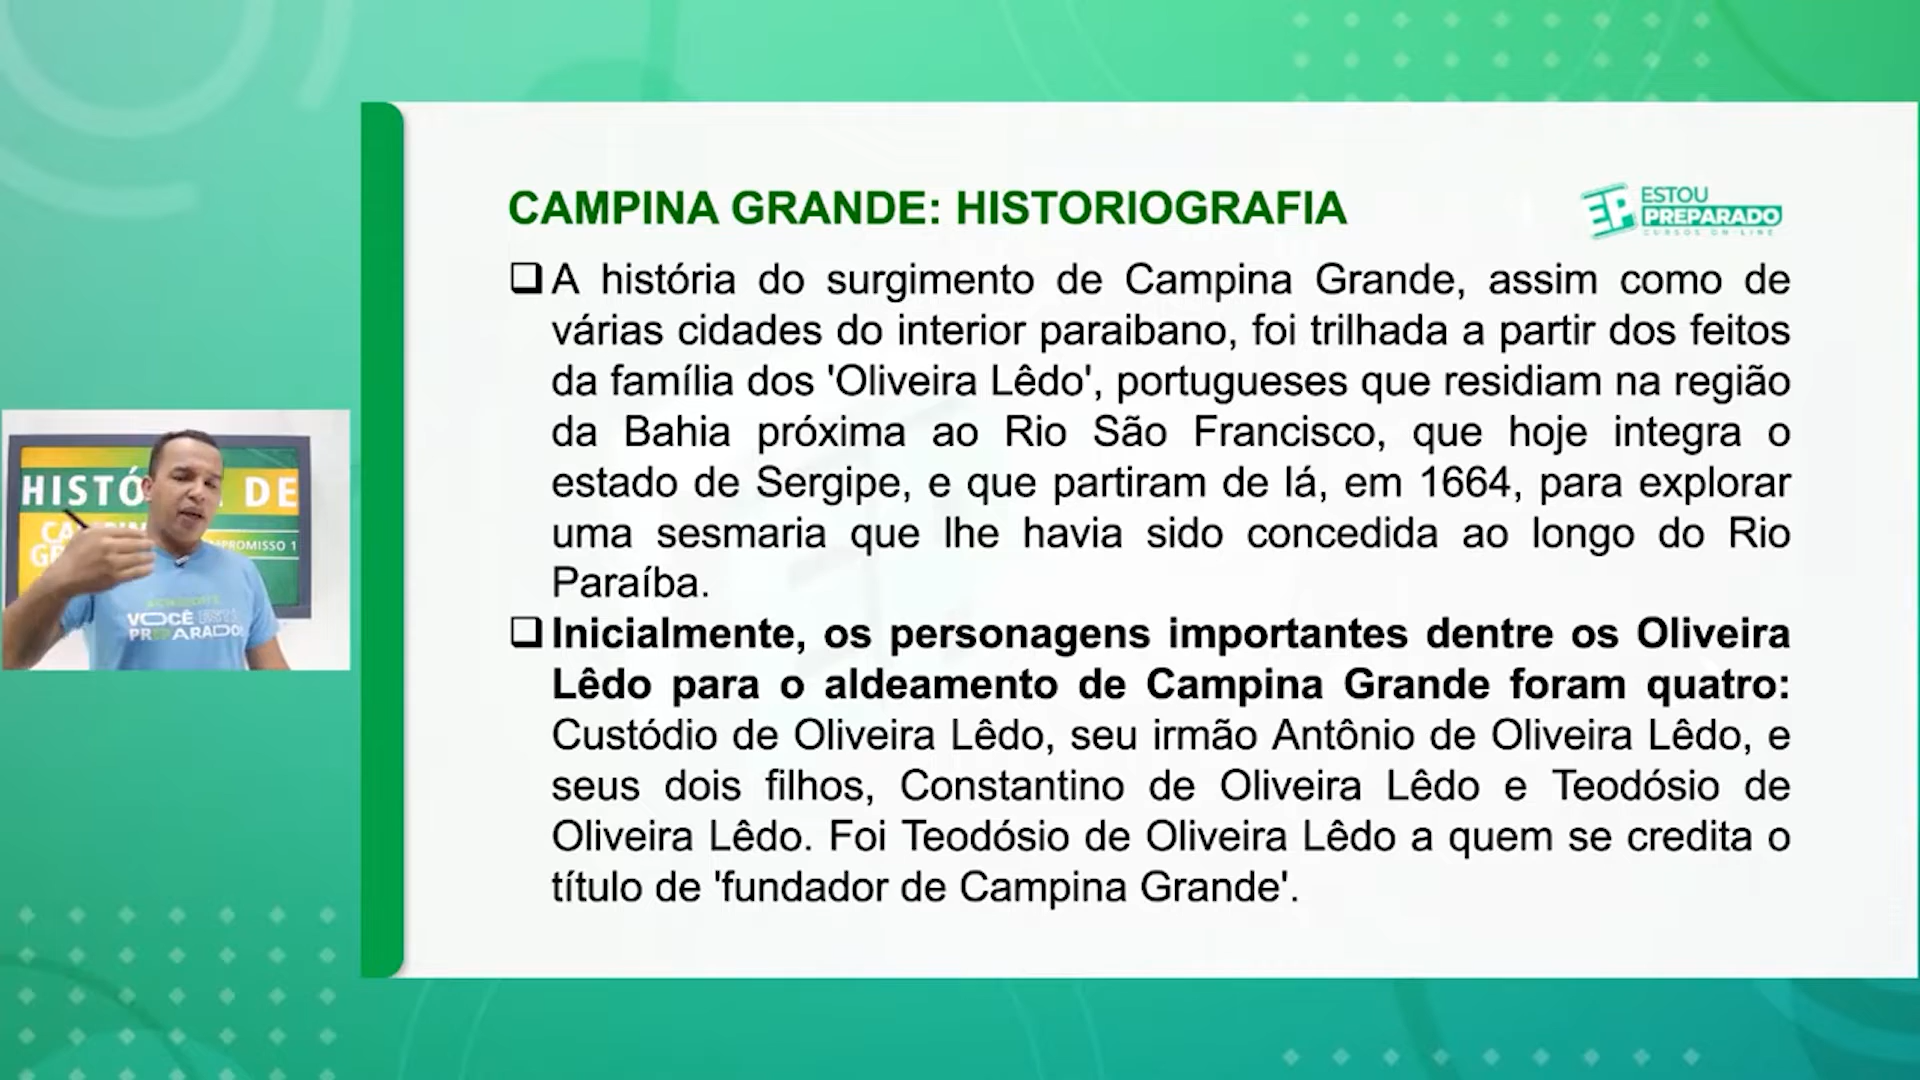 CAMPINA GRANDE: HISTORIOGRAFIA
ESTOU
PREPARADO
CURSOS ON-LINE
A história do surgimento de Campina Grande, assim como de
várias cidades do interior paraibano, foi trilhada a partir dos feitos
da família dos 'Oliveira Lêdo', portugueses que residiam na região
da Bahia próxima ao Rio São Francisco, que hoje integra o
estado de Sergipe, e que partiram de lá, em 1664, para explorar
uma sesmaria que lhe havia sido concedida ao longo do Rio
Paraíba.
Inicialmente, os personagens importantes dentre os Oliveira
Lêdo para o aldeamento de Campina Grande foram quatro:
Custódio de Oliveira Lêdo, seu irmão Antônio de Oliveira Lêdo, e
seus dois filhos, Constantino de Oliveira Lêdo e Teodósio de
Oliveira Lêdo. Foi Teodósio de Oliveira Lêdo a quem se credita o
título de 'fundador de Campina Grande'.
HISTÓ DE
VOCÊ
PREPARADO